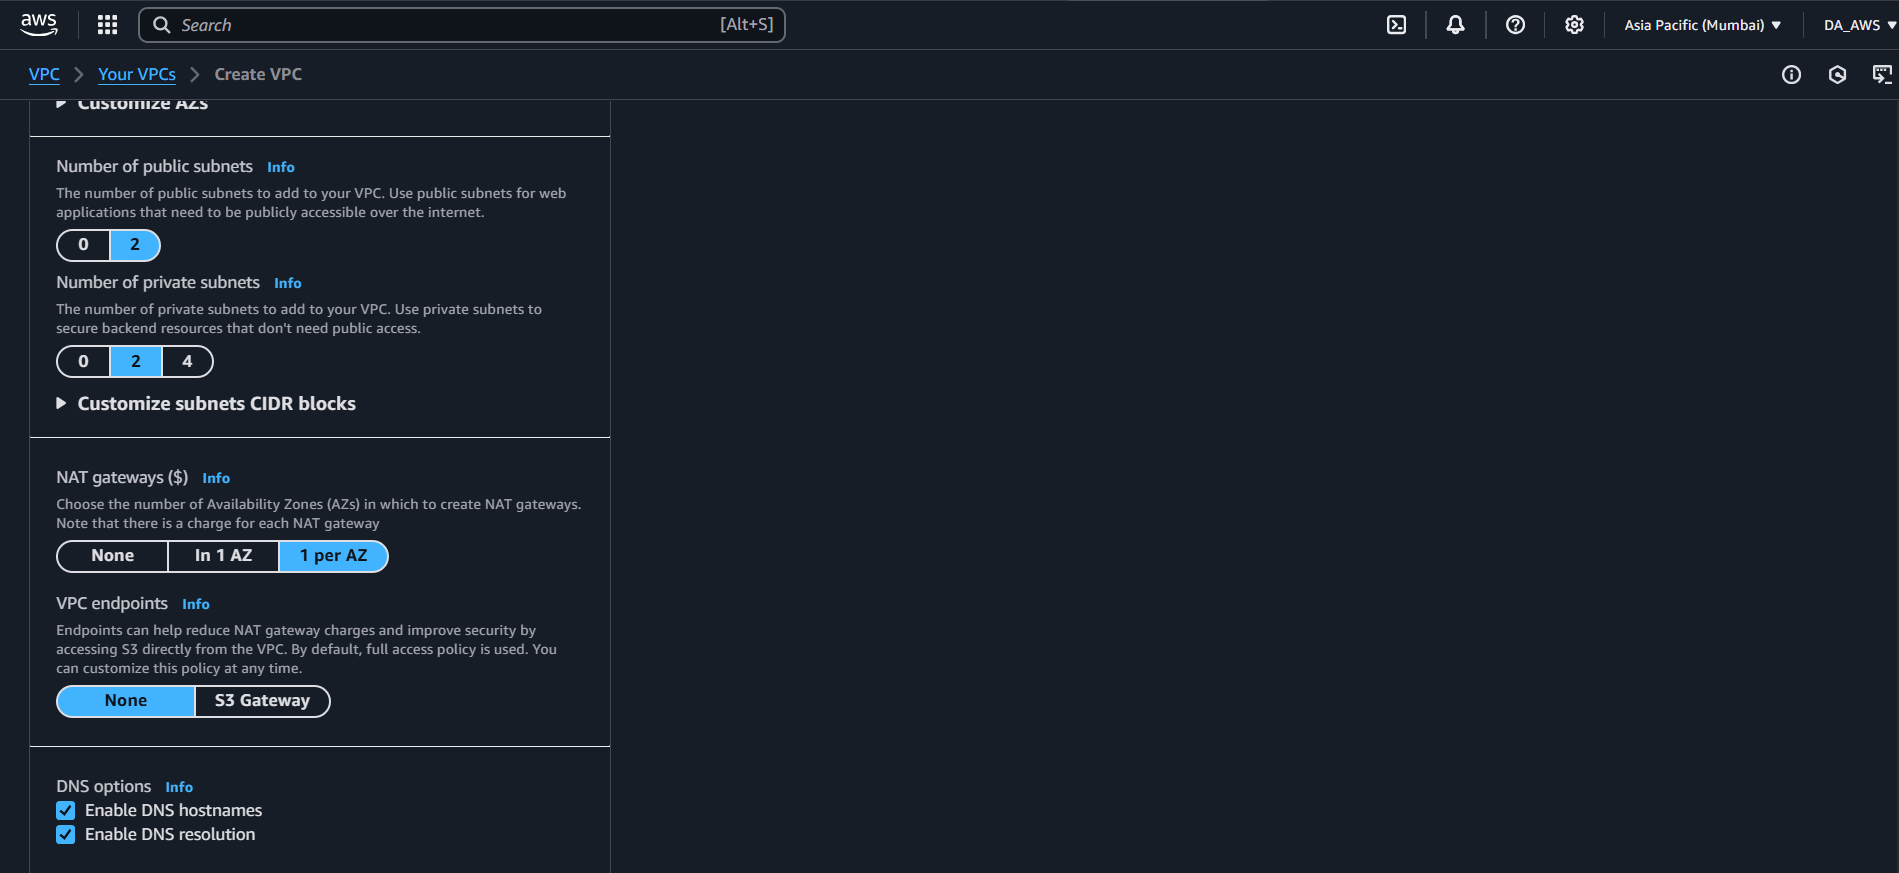 aws
Search [Alt+S]
Asia Pacific (Mumbai)
DA_AWS
VPC
Your VPCs
Create VPC
Customize AZs
Number of public subnets Info
The number of public subnets to add to your VPC. Use public subnets for web
applications that need to be publicly accessible over the internet.
0 2
Number of private subnets Info
The number of private subnets to add to your VPC. Use private subnets to
secure backend resources that don't need public access.
0 2 4
Customize subnets CIDR blocks
NAT gateways ($) Info
Choose the number of Availability Zones (AZs) in which to create NAT gateways.
Note that there is a charge for each NAT gateway
None In 1 AZ 1 per AZ
VPC endpoints Info
Endpoints can help reduce NAT gateway charges and improve security by
accessing S3 directly from the VPC. By default, full access policy is used. You
can customize this policy at any time.
None S3 Gateway
DNS options Info
Enable DNS hostnames
Enable DNS resolution